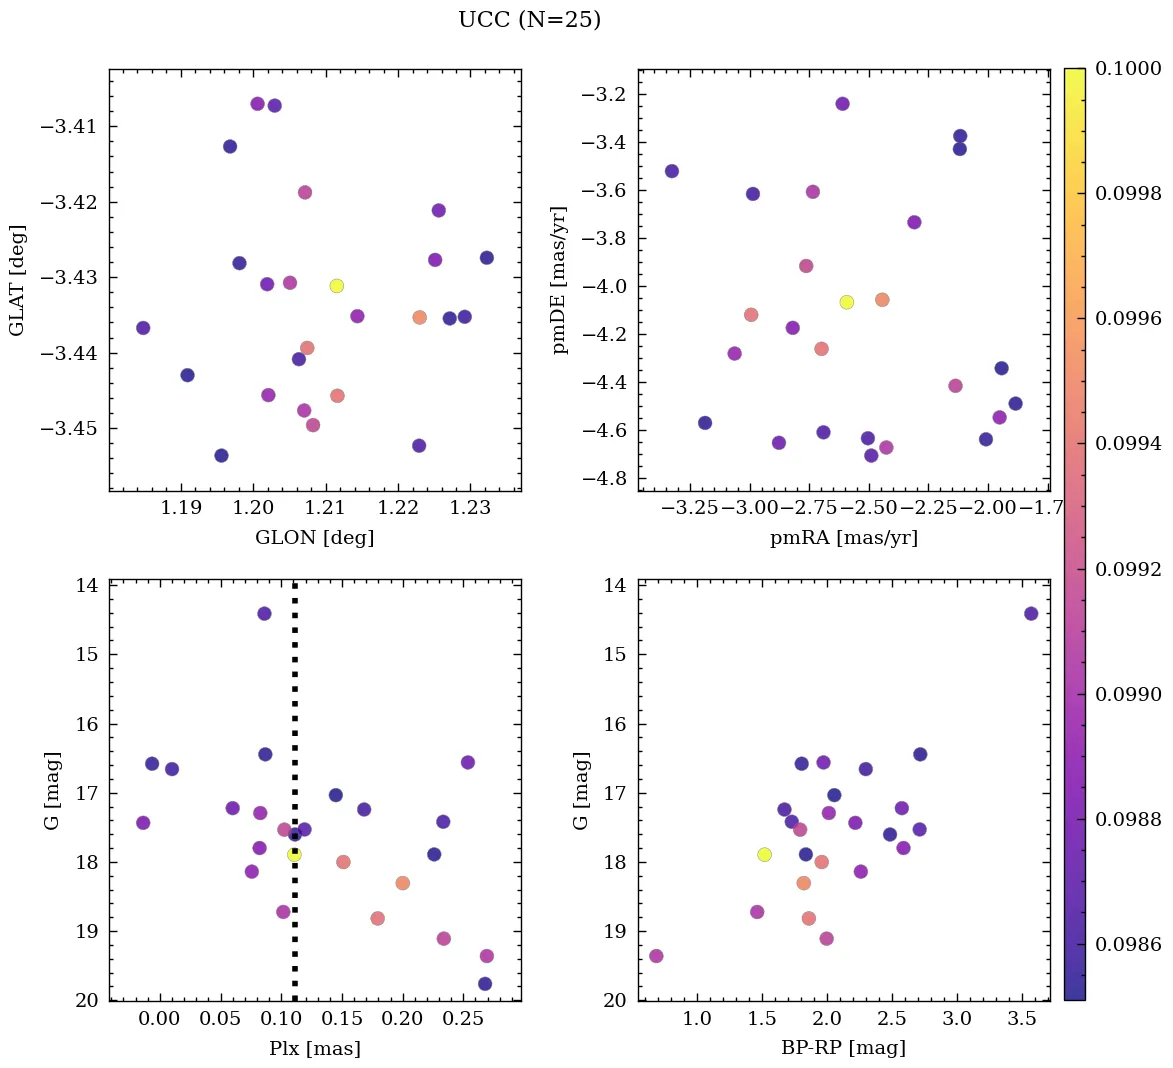 UCC (N=25)
−3.41
−3.42
−3.43
−3.44
−3.45
GLAT [deg]
1.19 1.20 1.21 1.22 1.23
GLON [deg]
−3.2
−3.4
−3.6
−3.8
−4.0
−4.2
−4.4
−4.6
−4.8
pmDE [mas/yr]
−3.25 −3.00 −2.75 −2.50 −2.25 −2.00 −1.7
pmRA [mas/yr]
14
15
16
17
18
19
20
G [mag]
0.00 0.05 0.10 0.15 0.20 0.25
Plx [mas]
14
15
16
17
18
19
20
G [mag]
1.0 1.5 2.0 2.5 3.0 3.5
BP-RP [mag]
0.1000
0.0998
0.0996
0.0994
0.0992
0.0990
0.0988
0.0986